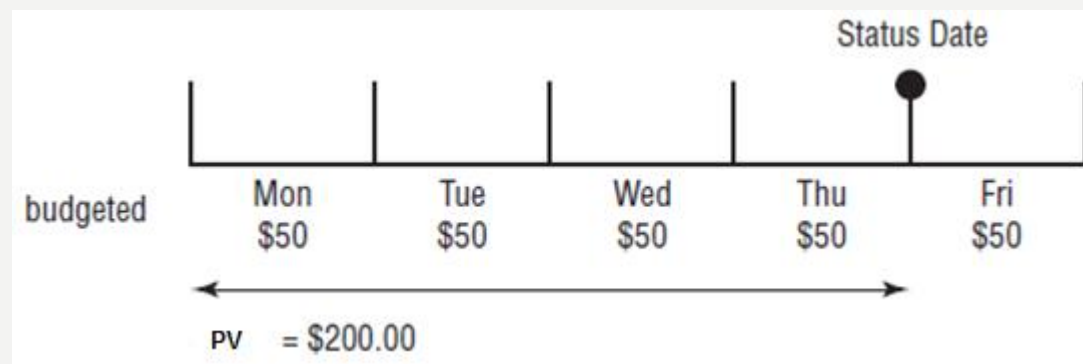 Status Date
budgeted Mon Tue Wed Thu Fri
$50 $50 $50 $50 $50
PV = $200.00